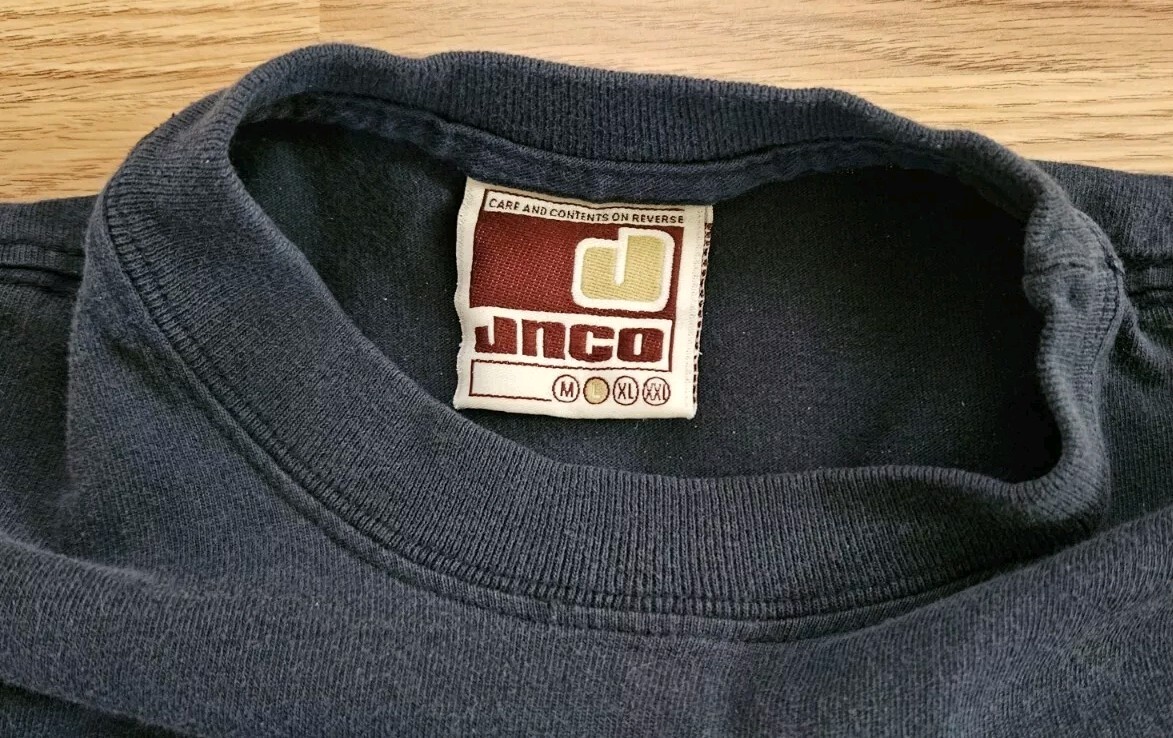 CARE AND CONTENTS ON REVERSE
d
JNCO
M L XL XXL